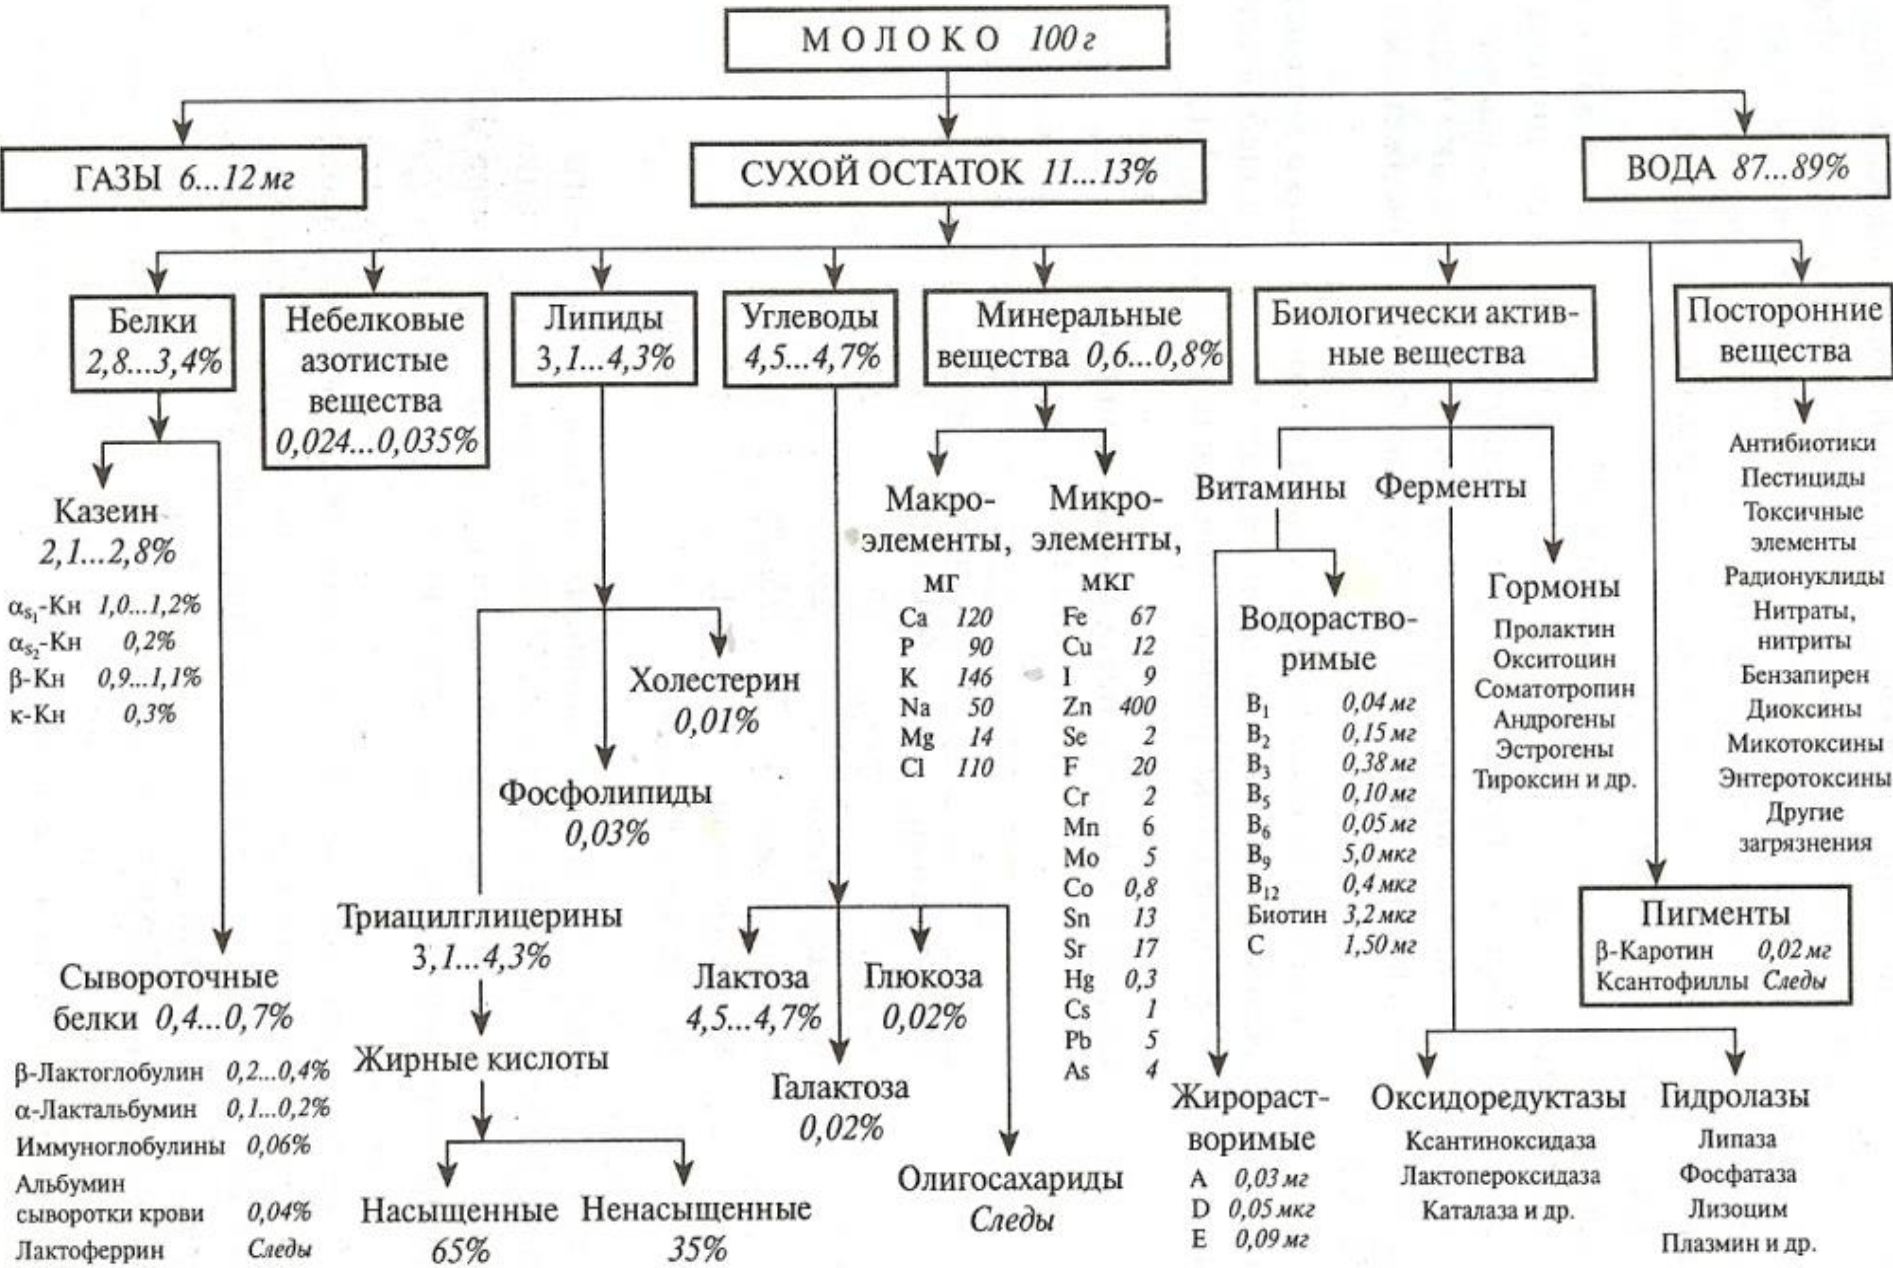 МОЛОКО 100 г
ГАЗЫ 6...12 мг
СУХОЙ ОСТАТОК 11...13%
ВОДА 87...89%
Белки
2,8...3,4%
Небелковые
азотистые
вещества
0,024...0,035%
Липиды
3,1...4,3%
Углеводы
4,5...4,7%
Минеральные
вещества 0,6...0,8%
Биологически актив-
ные вещества
Посторонние
вещества
Казеин
2,1...2,8%
αs₁-Кн 1,0...1,2%
αs₂-Кн 0,2%
β-Кн 0,9...1,1%
κ-Кн 0,3%
Сывороточные
белки 0,4...0,7%
β-Лактоглобулин 0,2...0,4%
α-Лактальбумин 0,1...0,2%
Иммуноглобулины 0,06%
Альбумин
сыворотки крови 0,04%
Лактоферрин Следы
Холестерин
0,01%
Фосфолипиды
0,03%
Триацилглицерины
3,1...4,3%
Жирные кислоты
Насыщенные
65%
Ненасыщенные
35%
Лактоза
4,5...4,7%
Глюкоза
0,02%
Галактоза
0,02%
Олигосахариды
Следы
Макро-
элементы,
мг
Ca 120
P 90
K 146
Na 50
Mg 14
Cl 110
Микро-
элементы,
мкг
Fe 67
Cu 12
I 9
Zn 400
Se 2
F 20
Cr 2
Mn 6
Mo 5
Co 0,8
Sn 13
Sr 17
Hg 0,3
Cs 1
Pb 5
As 4
Витамины
Водораство-
римые
B₁ 0,04 мг
B₂ 0,15 мг
B₃ 0,38 мг
B₅ 0,10 мг
B₆ 0,05 мг
B₉ 5,0 мкг
B₁₂ 0,4 мкг
Биотин 3,2 мкг
C 1,50 мг
Жирораст-
воримые
A 0,03 мг
D 0,05 мкг
E 0,09 мг
Ферменты
Оксидоредуктазы
Ксантиноксидаза
Лактопероксидаза
Каталаза и др.
Гидролазы
Липаза
Фосфатаза
Лизоцим
Плазмин и др.
Гормоны
Пролактин
Окситоцин
Соматотропин
Андрогены
Эстрогены
Тироксин и др.
Пигменты
β-Каротин 0,02 мг
Ксантофиллы Следы
Антибиотики
Пестициды
Токсичные
элементы
Радионуклиды
Нитраты,
нитриты
Бензапирен
Диоксины
Микотоксины
Энтеротоксины
Другие
загрязнения